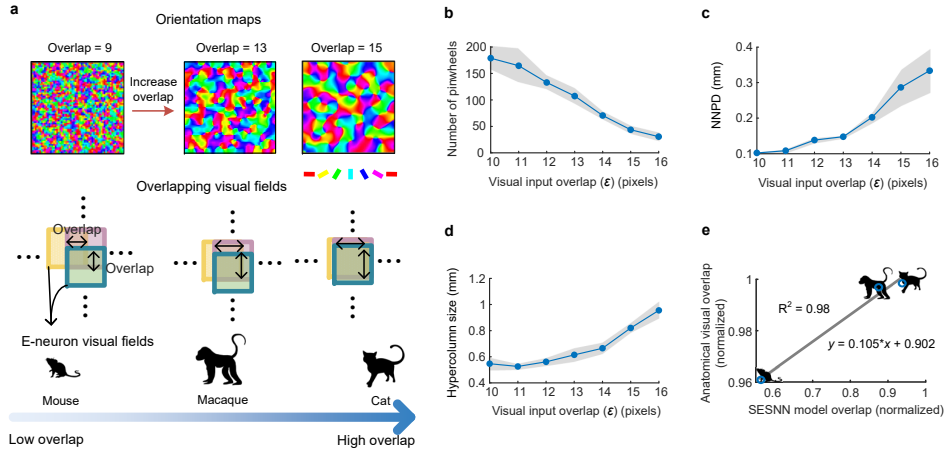 a
Orientation maps
Overlap = 9
Overlap = 13
Overlap = 15
Increase
overlap
Overlapping visual fields
Overlap
Overlap
E-neuron visual fields
Mouse
Macaque
Cat
Low overlap
High overlap
b
Number of pinwheels
200
150
100
50
0
10 11 12 13 14 15 16
Visual input overlap (ε) (pixels)
c
NNPD (mm)
0.4
0.3
0.2
0.1
10 11 12 13 14 15 16
Visual input overlap (ε) (pixels)
d
Hypercolumn size (mm)
1.2
1
0.8
0.6
0.4
10 11 12 13 14 15 16
Visual input overlap (ε) (pixels)
e
Anatomical visual overlap
(normalized)
1
0.98
0.96
R² = 0.98
y = 0.105*x + 0.902
0.6 0.7 0.8 0.9 1
SESNN model overlap (normalized)